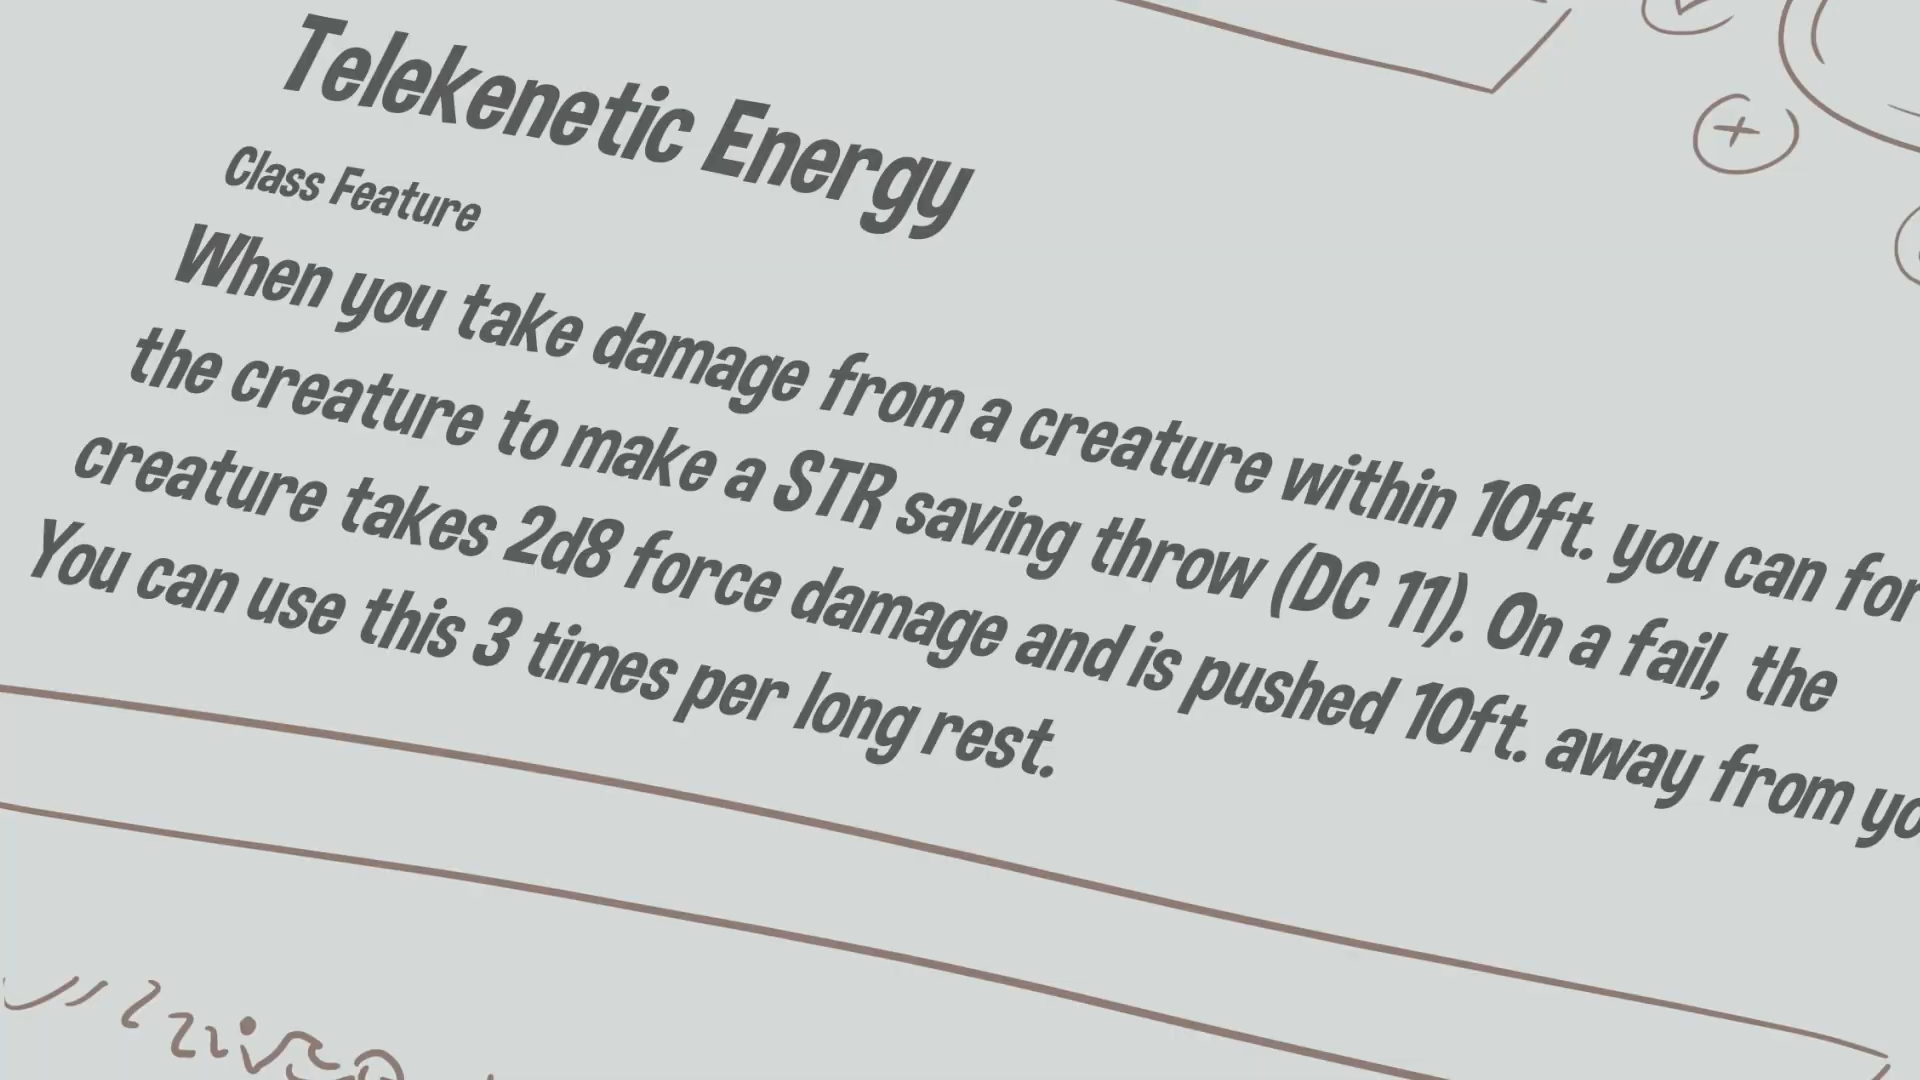 Telekenetic Energy
Class Feature
When you take damage from a creature within 10ft. you can
the creature to make a STR saving throw (DC 11). On a fail, the
creature takes 2d8 force damage and is pushed 10ft. away from
You can use this 3 times per long rest.